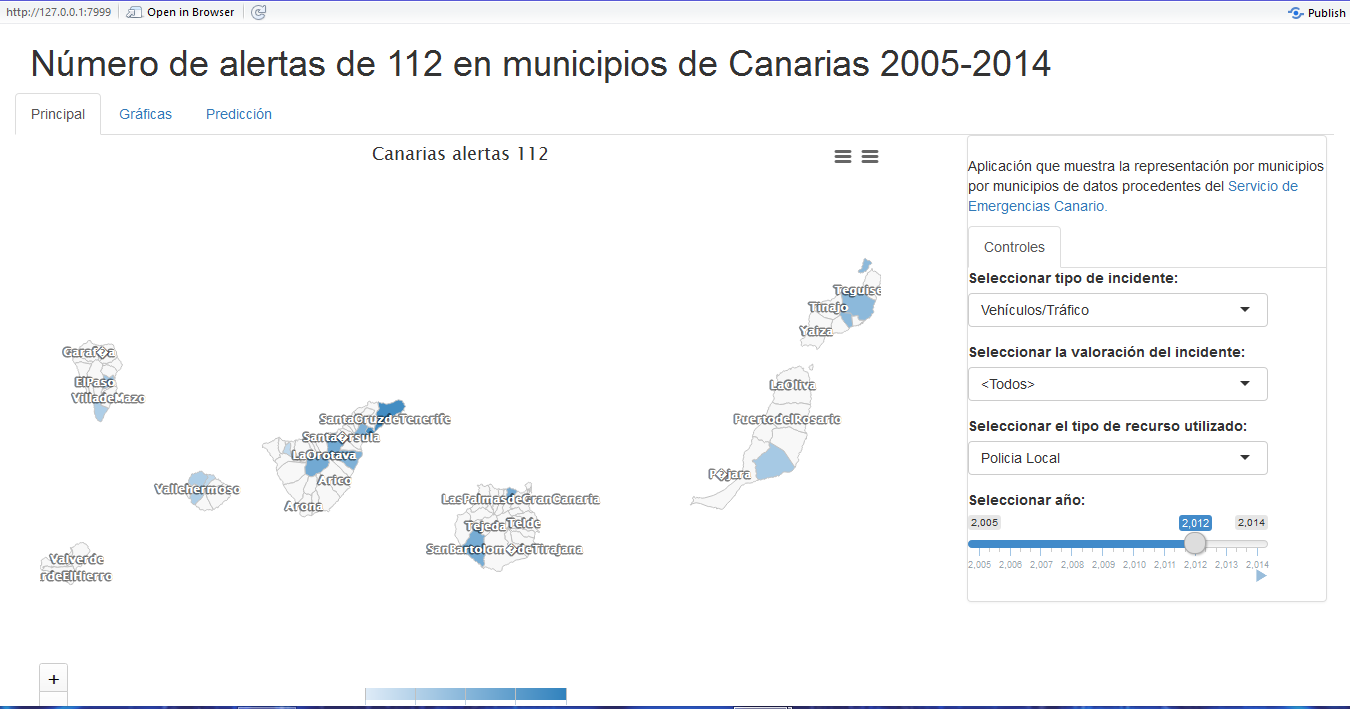 http://127.0.0.1:7999 Open in Browser Publish
Número de alertas de 112 en municipios de Canarias 2005-2014
Principal Gráficas Predicción
Canarias alertas 112
Aplicación que muestra la representación por municipios
por municipios de datos procedentes del Servicio de
Emergencias Canario.
Controles
Seleccionar tipo de incidente:
Vehículos/Tráfico
Seleccionar la valoración del incidente:
<Todos>
Seleccionar el tipo de recurso utilizado:
Policia Local
Seleccionar año:
2,005 2,012 2,014
2,005 2,006 2,007 2,008 2,009 2,010 2,011 2,012 2,013 2,014
Teguise
Tinajo
Yaiza
Garaf�a
ElPaso
VilladeMazo
LaOliva
PuertodelRosario
P�jara
SantaCruzdeTenerife
Santa�rsula
LaOrotava
Arico
Arona
Vallehermoso
LasPalmasdeGranCanaria
Tejeda Telde
SanBartolom�deTirajana
Valverde
rdeElHierro
+